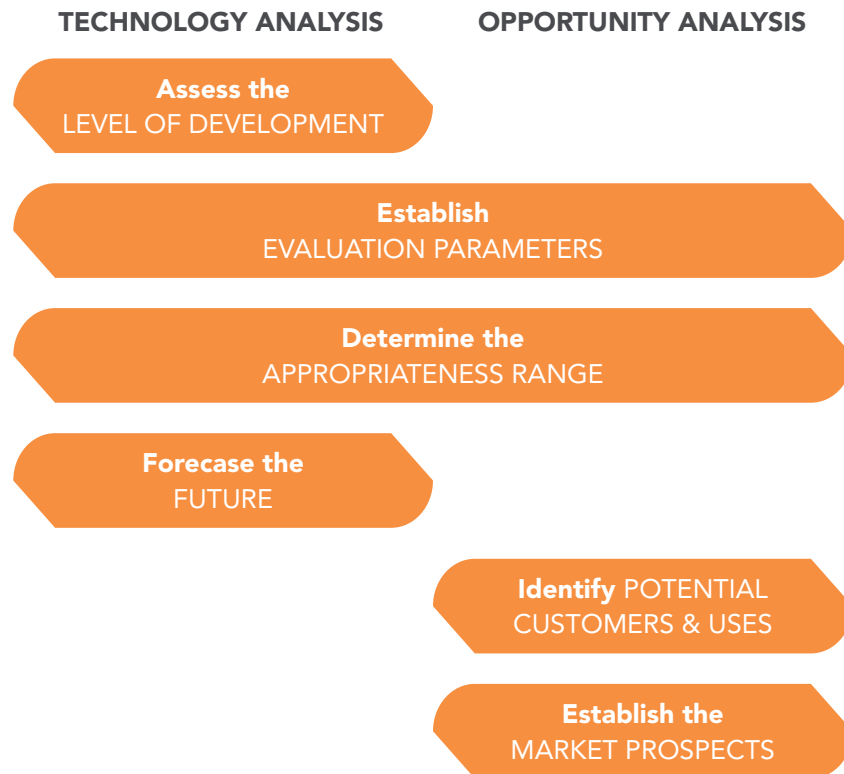 TECHNOLOGY ANALYSIS
OPPORTUNITY ANALYSIS
Assess the
LEVEL OF DEVELOPMENT
Establish
EVALUATION PARAMETERS
Determine the
APPROPRIATENESS RANGE
Forecase the
FUTURE
Identify POTENTIAL
CUSTOMERS & USES
Establish the
MARKET PROSPECTS